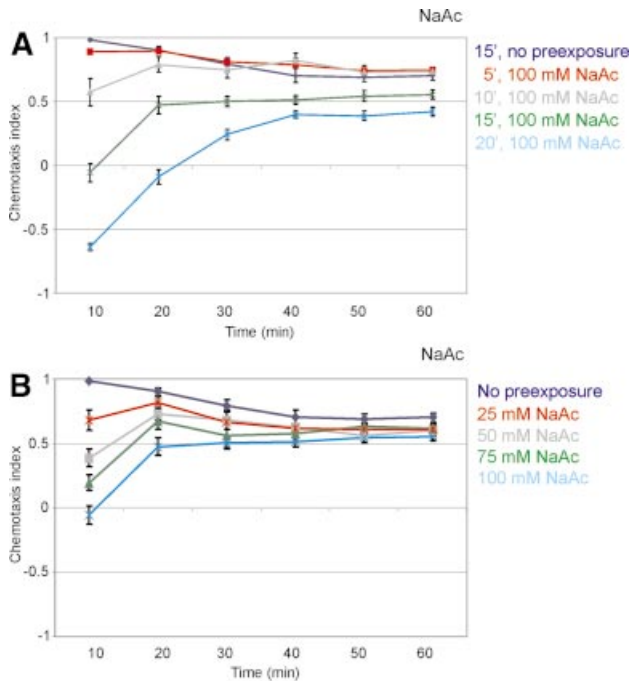 NaAc
A
1
0.5
0
-0.5
-1
Chemotaxis index
10 20 30 40 50 60
Time (min)
15', no preexposure
5', 100 mM NaAc
10', 100 mM NaAc
15', 100 mM NaAc
20', 100 mM NaAc
NaAc
B
1
0.5
0
-0.5
-1
Chemotaxis index
10 20 30 40 50 60
Time (min)
No preexposure
25 mM NaAc
50 mM NaAc
75 mM NaAc
100 mM NaAc